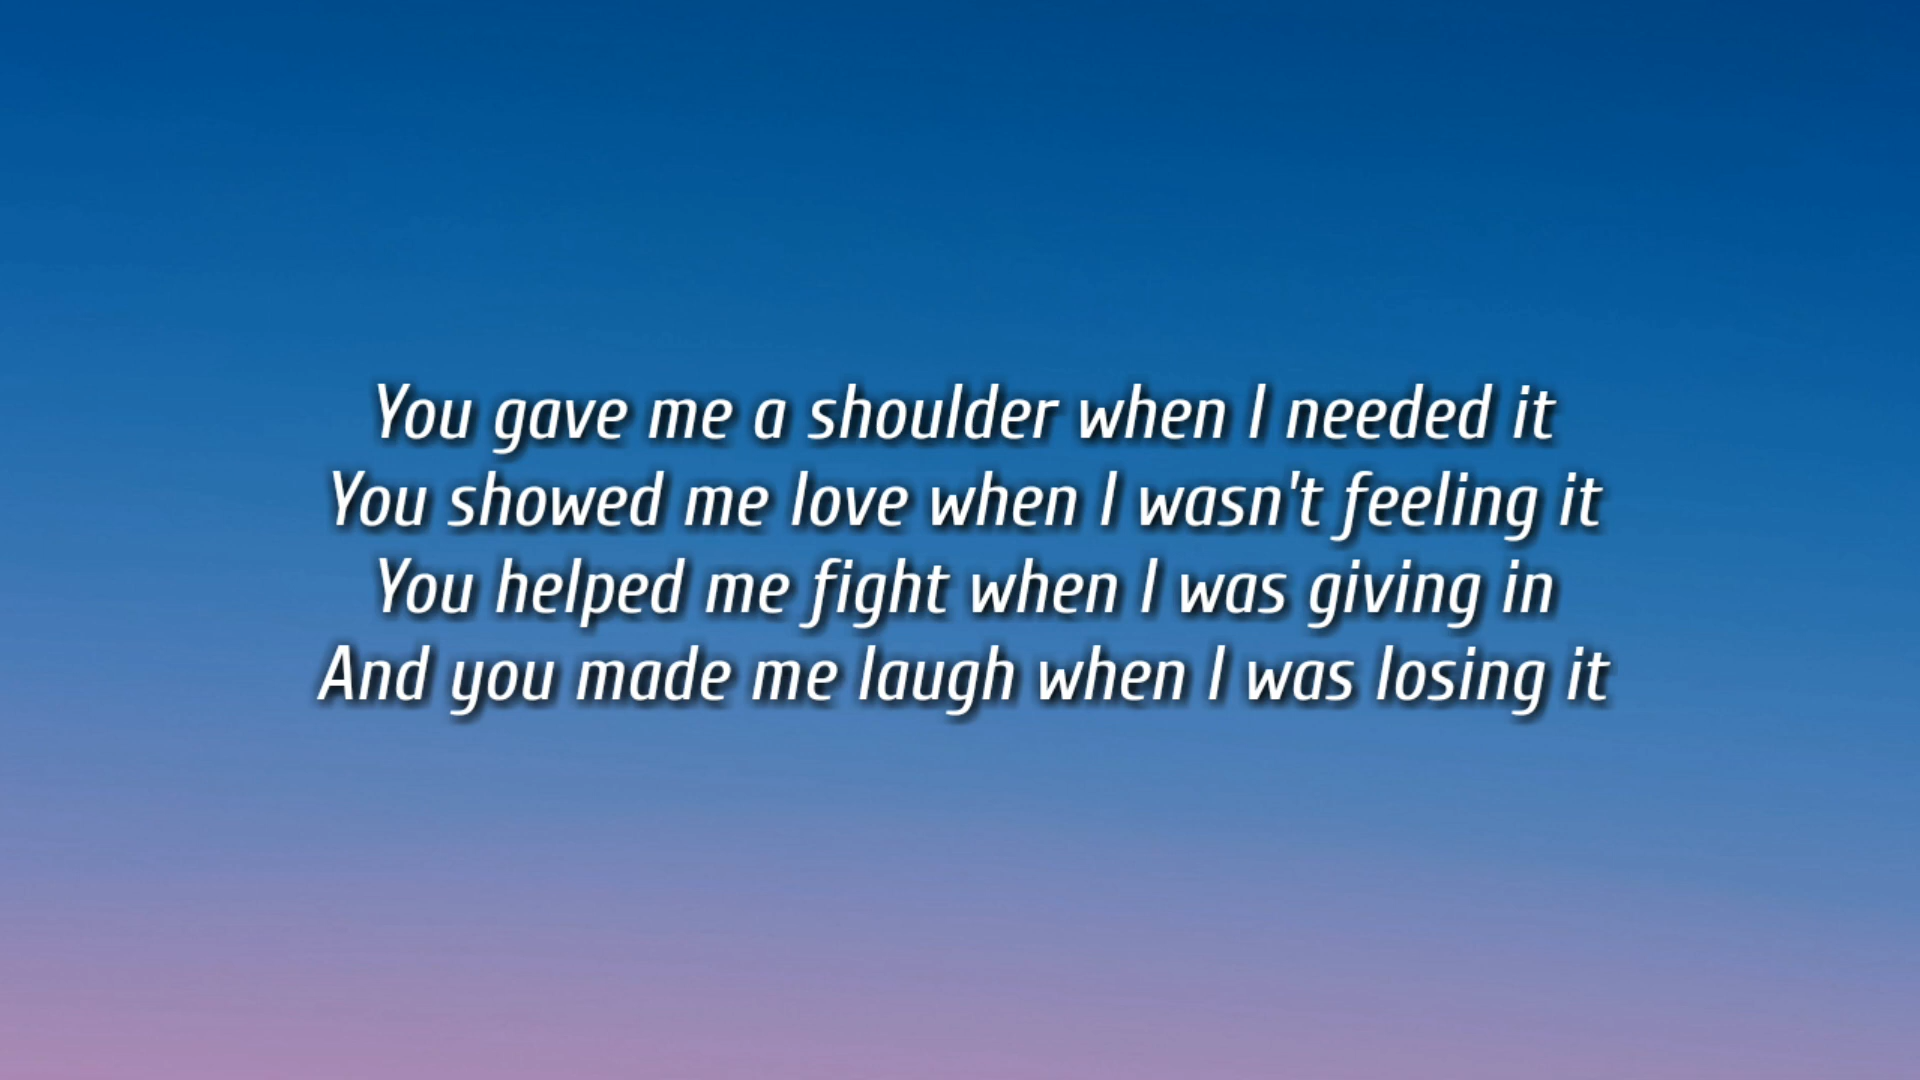 You gave me a shoulder when I needed it
You showed me love when I wasn't feeling it
You helped me fight when I was giving in
And you made me laugh when I was losing it